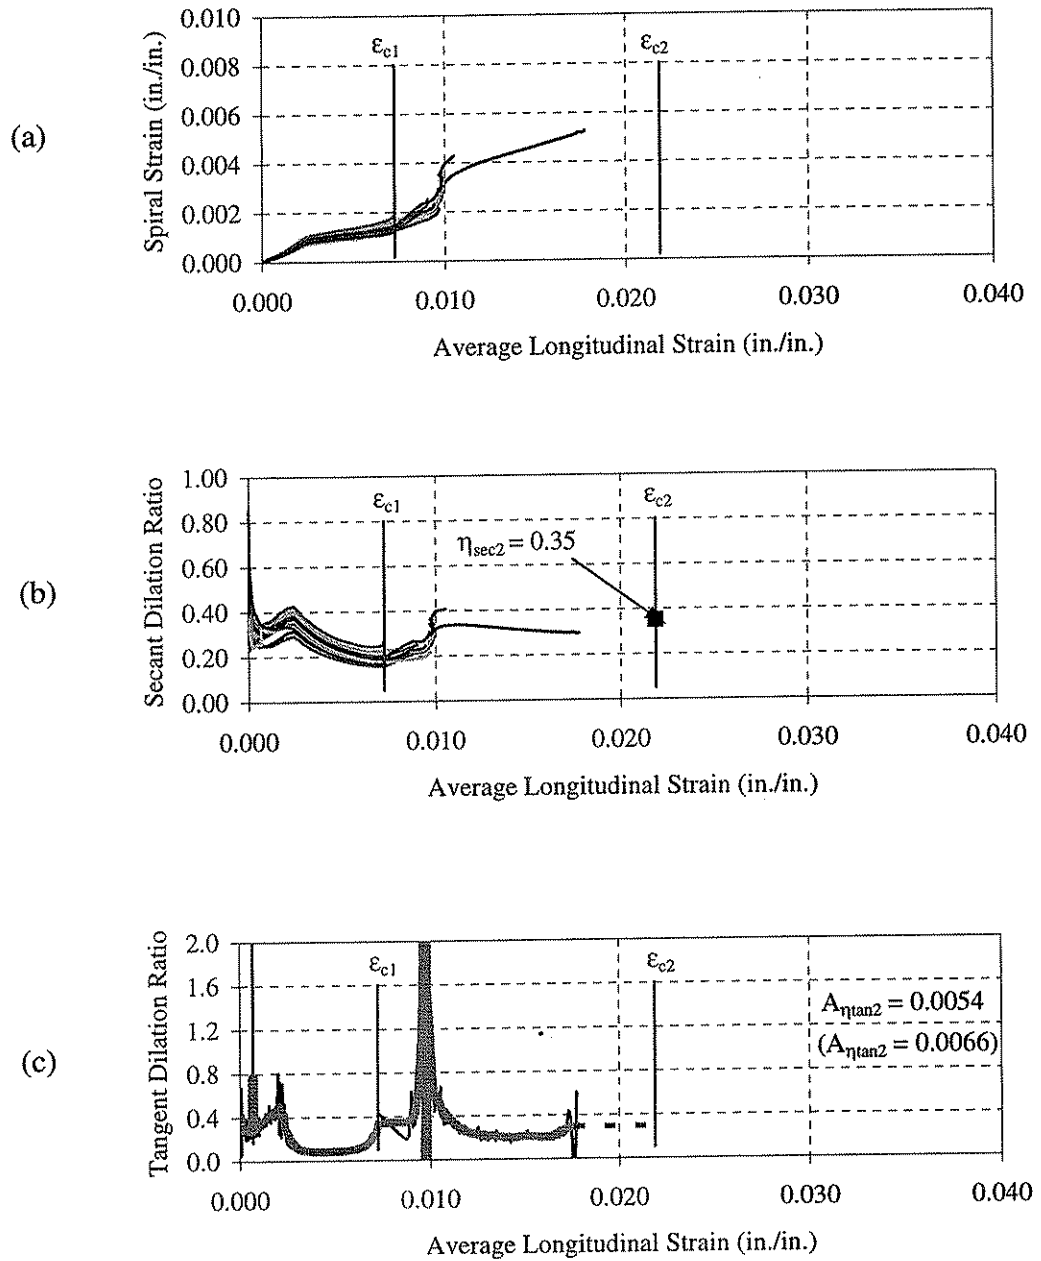 (a)
Spiral Strain (in./in.)
0.010
0.008
0.006
0.004
0.002
0.000
εc1
εc2
0.000 0.010 0.020 0.030 0.040
Average Longitudinal Strain (in./in.)
(b)
Secant Dilation Ratio
1.00
0.80
0.60
0.40
0.20
0.00
εc1
εc2
ηsec2 = 0.35
0.000 0.010 0.020 0.030 0.040
Average Longitudinal Strain (in./in.)
(c)
Tangent Dilation Ratio
2.0
1.6
1.2
0.8
0.4
0.0
εc1
εc2
Aηtan2 = 0.0054
(Aηtan2 = 0.0066)
0.000 0.010 0.020 0.030 0.040
Average Longitudinal Strain (in./in.)